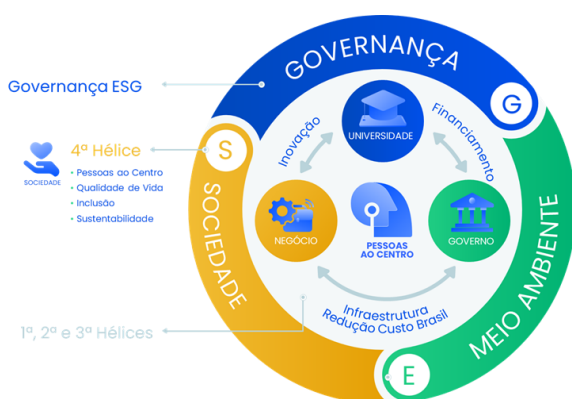 GOVERNANÇA
Governança ESG
G
UNIVERSIDADE
Inovação
Financiamento
S
4ª Hélice
SOCIEDADE
• Pessoas ao Centro
• Qualidade de Vida
• Inclusão
• Sustentabilidade
SOCIEDADE
NEGÓCIO
PESSOAS
AO CENTRO
GOVERNO
MEIO AMBIENTE
Infraestrutura
Redução Custo Brasil
1ª, 2ª e 3ª Hélices
E